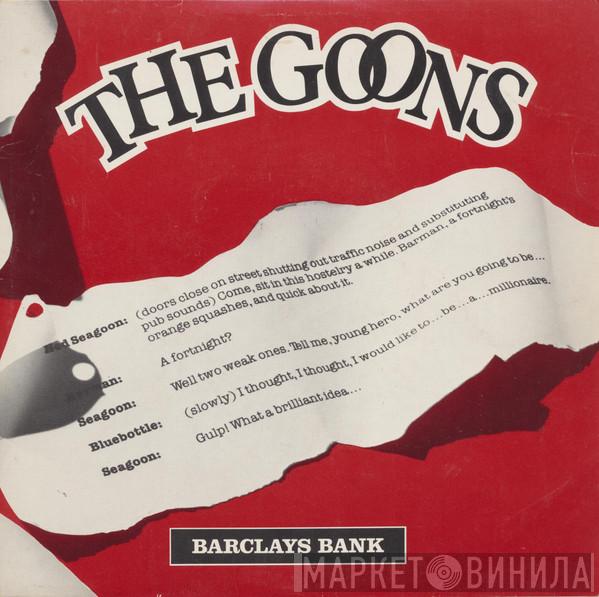 THE GOONS
(doors close on street shutting out traffic noise and substituting
Seagoon: pub sounds) Come, sit in this hostelry a while. Barman, a fortnight's
orange squashes, and quick about it.
A fortnight?
Seagoon: Well two weak ones. Tell me, young hero, what are you going to be...
Bluebottle: (slowly) I thought, I thought, I would like to...be...a...millionaire.
Seagoon: Gulp! What a brilliant idea...
BARCLAYS BANK
МАРКЕТ ВИНИЛА